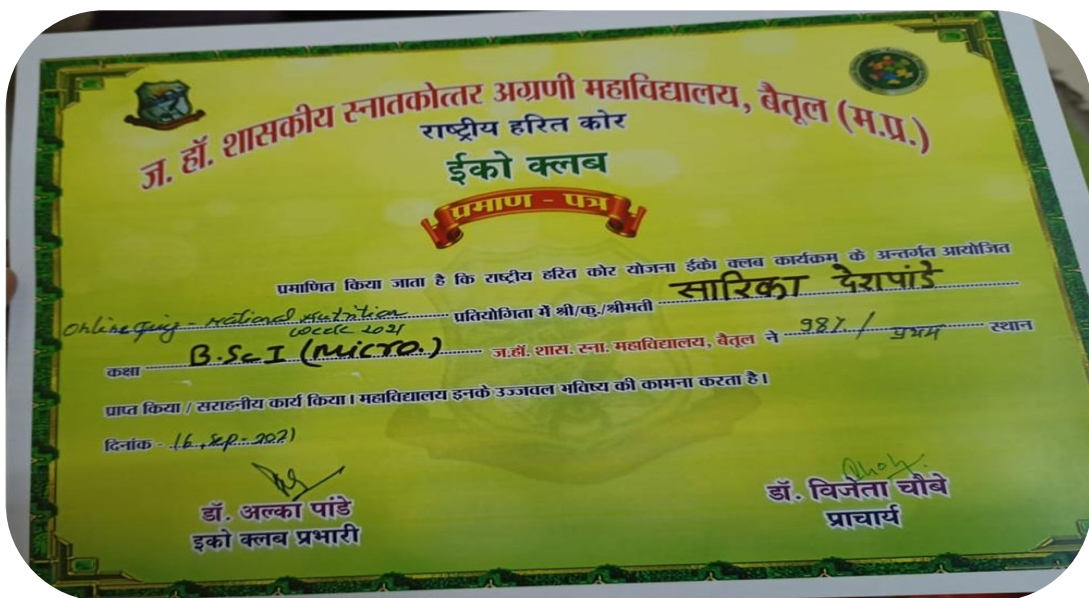 ज. हॉ. शासकीय स्नातकोत्तर अग्रणी महाविद्यालय, बैतूल (म.प्र.)
राष्ट्रीय हरित कोर
ईको क्लब
प्रमाण - पत्र
प्रमाणित किया जाता है कि राष्ट्रीय हरित कोर योजना ईको क्लब कार्यक्रम के अन्तर्गत आयोजित
Online Quiz - National Nutrition Week 2021 प्रतियोगिता में श्री/कु./श्रीमती सारिका देशपांडे
कक्षा B.Sc I (Micro.) ज.हॉ. शास. स्ना. महाविद्यालय, बैतूल ने 98% / प्रथम स्थान
प्राप्त किया / सराहनीय कार्य किया। महाविद्यालय इनके उज्जवल भविष्य की कामना करता है।
दिनांक - 16, Sep - 2021
डॉ. अल्का पांडे
इको क्लब प्रभारी
डॉ. विजेता चौबे
प्राचार्य